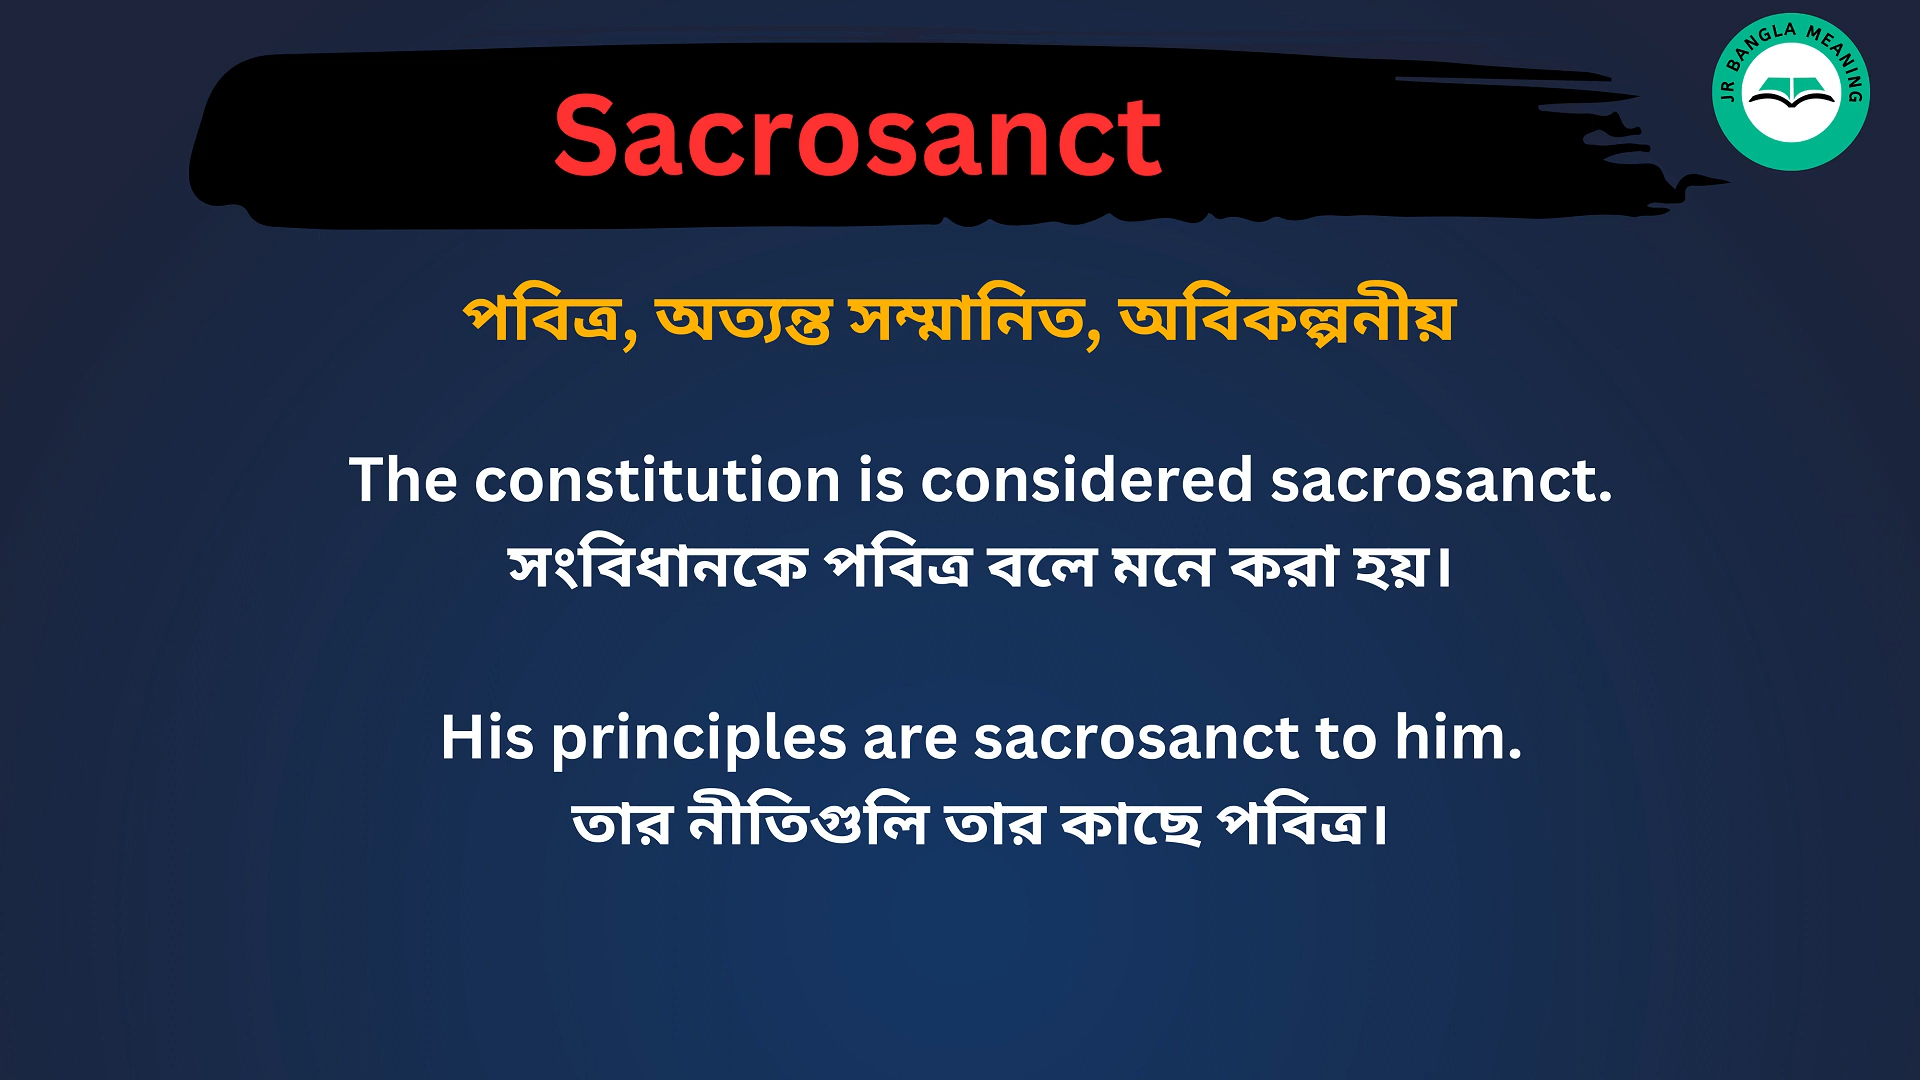 Sacrosanct
JR BANGLA MEANING
পবিত্র, অত্যন্ত সম্মানিত, অবিকল্পনীয়
The constitution is considered sacrosanct.
সংবিধানকে পবিত্র বলে মনে করা হয়।
His principles are sacrosanct to him.
তার নীতিগুলি তার কাছে পবিত্র।